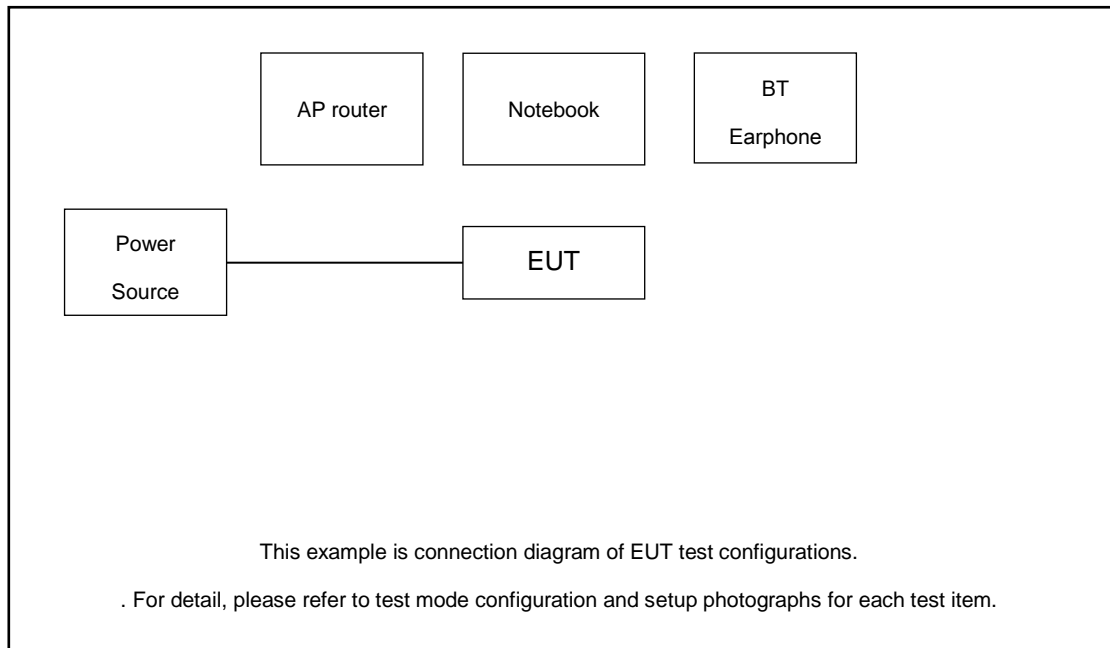 AP router
Notebook
BT
Earphone
Power
Source
EUT
This example is connection diagram of EUT test configurations.
. For detail, please refer to test mode configuration and setup photographs for each test item.